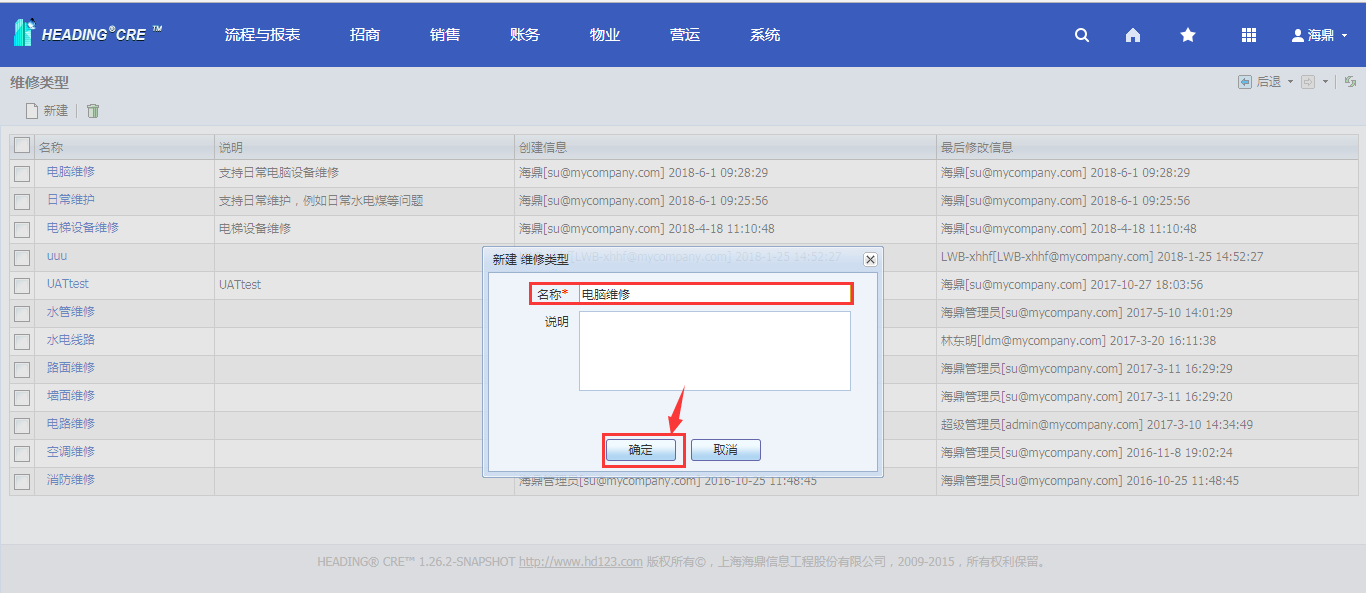 HEADING®CRE ™ 流程与报表 招商 销售 账务 物业 营运 系统 海鼎
维修类型 后退
新建
名称 说明 创建信息 最后修改信息
电脑维修 支持日常电脑设备维修 海鼎[su@mycompany.com] 2018-6-1 09:28:29 海鼎[su@mycompany.com] 2018-6-1 09:28:29
日常维护 支持日常维护，例如日常水电煤等问题 海鼎[su@mycompany.com] 2018-6-1 09:25:56 海鼎[su@mycompany.com] 2018-6-1 09:25:56
电梯设备维修 电梯设备维修 海鼎[su@mycompany.com] 2018-4-18 11:10:48 海鼎[su@mycompany.com] 2018-4-18 11:10:48
uuu [LWB-xhhf@mycompany.com] 2018-1-25 14:52:27 LWB-xhhf[LWB-xhhf@mycompany.com] 2018-1-25 14:52:27
UATtest UATtest 海鼎[su@mycompany.com] 2017-10-27 18:03:56
水管维修 海鼎管理员[su@mycompany.com] 2017-5-10 14:01:29
水电线路 林东明[ldm@mycompany.com] 2017-3-20 16:11:38
路面维修 海鼎管理员[su@mycompany.com] 2017-3-11 16:29:29
墙面维修 海鼎管理员[su@mycompany.com] 2017-3-11 16:29:20
电路维修 超级管理员[admin@mycompany.com] 2017-3-10 14:34:49
空调维修 海鼎管理员[su@mycompany.com] 2016-11-8 19:02:24
消防维修 海鼎管理员[su@mycompany.com] 2016-10-25 11:48:45 海鼎管理员[su@mycompany.com] 2016-10-25 11:48:45
新建 维修类型
名称* 电脑维修
说明
确定 取消
HEADING® CRE™ 1.26.2-SNAPSHOT http://www.hd123.com 版权所有©，上海海鼎信息工程股份有限公司，2009-2015，所有权利保留。